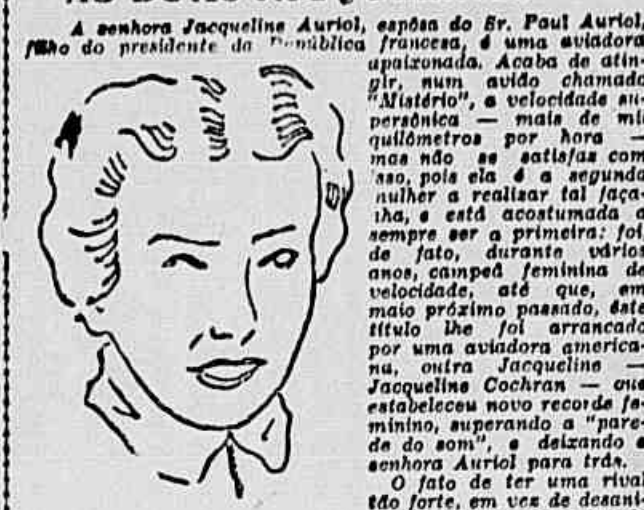 A senhora Jacqueline Auriol, espôsa do Sr. Paul Auriol,
filho do presidente da República francesa, é uma aviadora
apaixonada. Acaba de atin-
gir, num avião chamado
"Mistério", a velocidade su-
persônica — mais de mil
quilômetros por hora —
mas não se satisfaz com
isso, pois ela é a segunda
mulher a realizar tal faça-
nha, e está acostumada a
sempre ser a primeira: foi,
de fato, durante vários
anos, campeã feminina de
velocidade, até que, em
maio próximo passado, êste
título lhe foi arrancado
por uma aviadora america-
na, outra Jacqueline —
Jacqueline Cochran — que
estabeleceu novo recorde fe-
minino, superando a "pare-
de do som", e deixando a
senhora Auriol para trás.
O fato de ter uma rival
tão forte, em vez de desani-